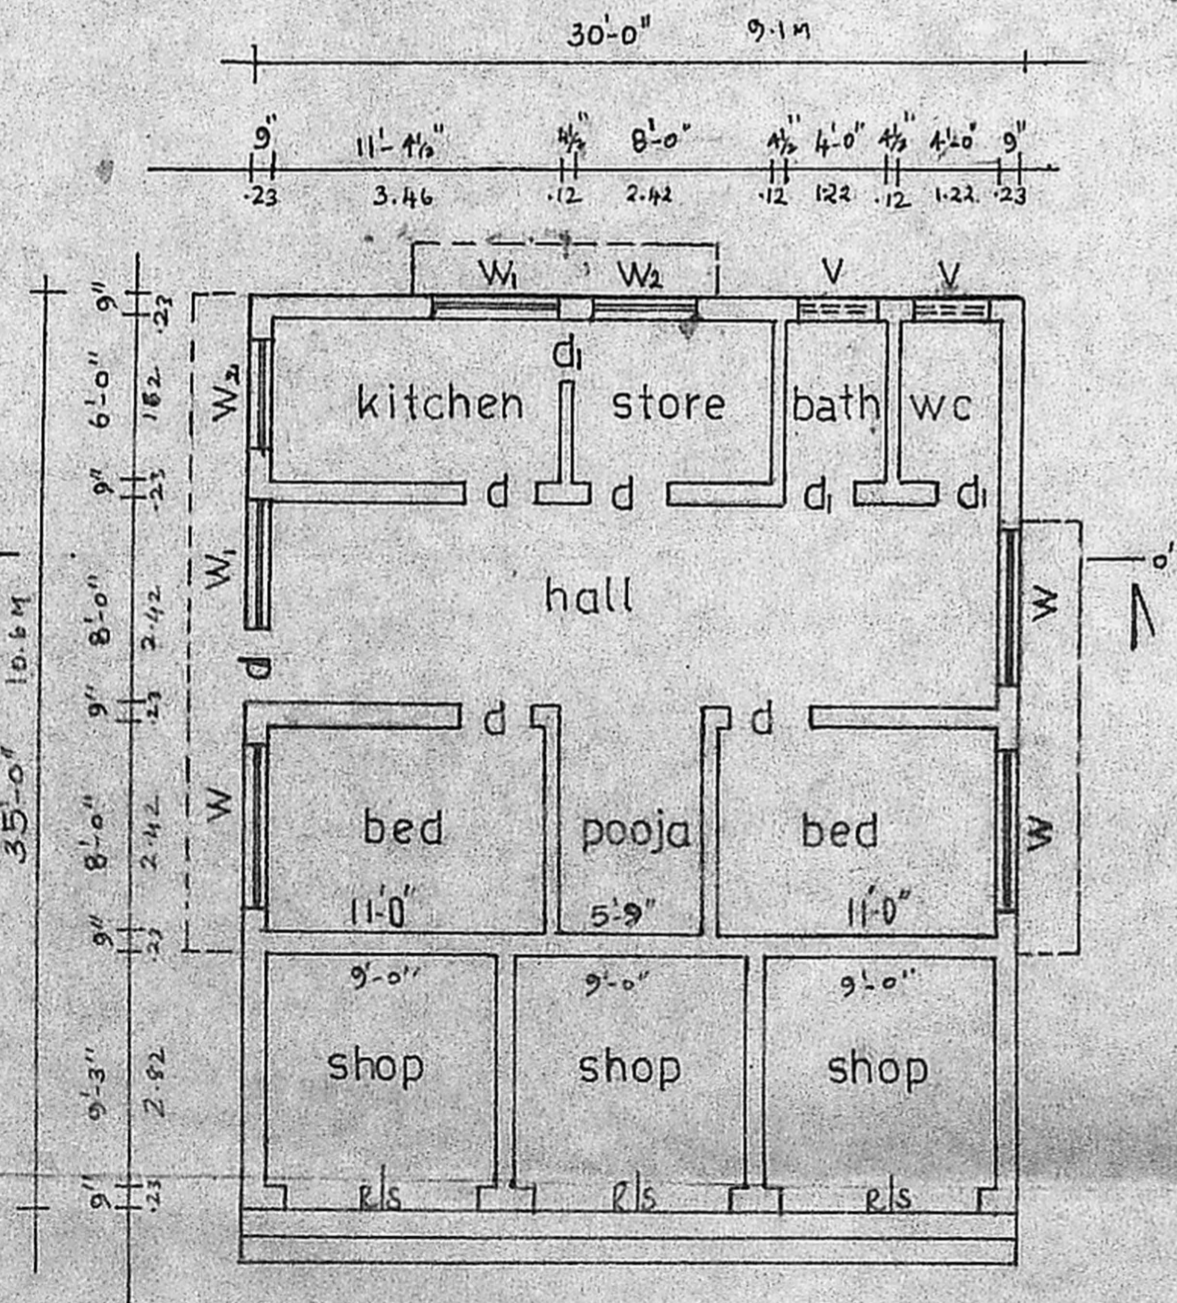 30'-0" 9.1M
9" 11'-4½" 4½" 8'-0" 4½" 4'-0" 4½" 4'-0" 9"
.23 3.46 .12 2.42 .12 1.22 .12 1.22 .23
W1 W2 V V
9" .23
d1
W2
6'-0" 182
kitchen store bath wc
9" .23
d d d1 d1
W1
8'-0" 2.42
hall
W
0'
35'-0" 10.6M
d
9" .23
d d
W
8'-0" 2.42
bed pooja bed
W
11'-0" 5'-9" 11'-0"
9" .23
9'-0" 9'-0" 9'-0"
9'-3" 2.82
shop shop shop
9" .23
R/S R/S R/S